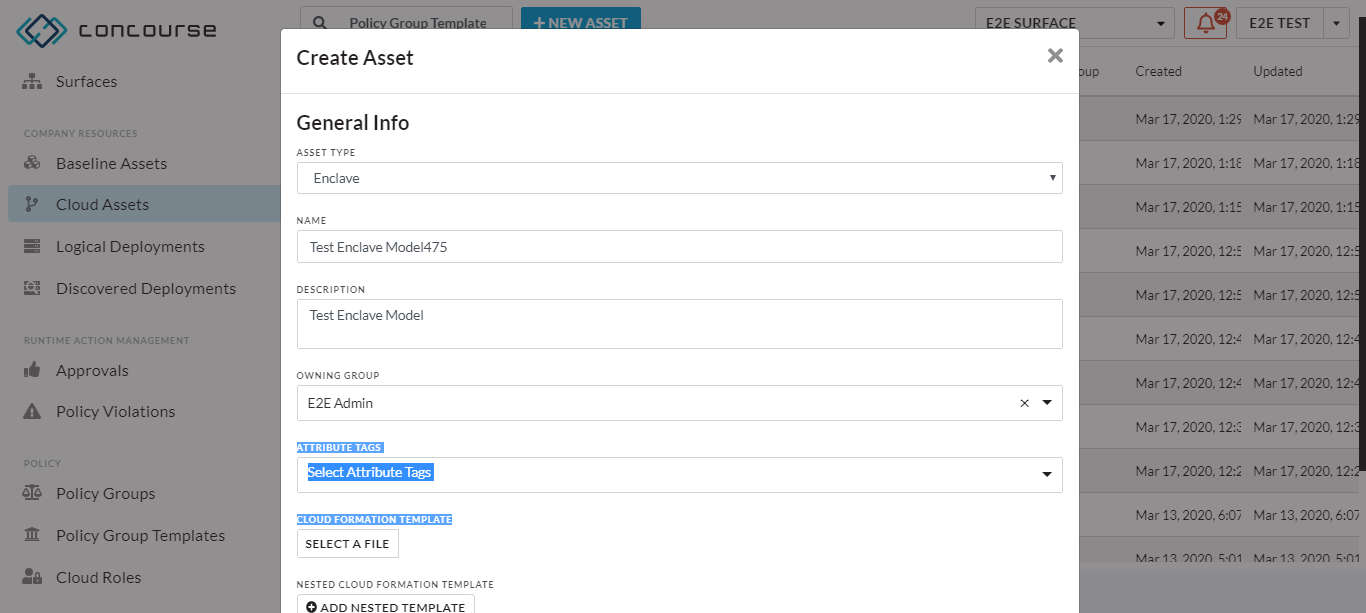 concourse
Policy Group Template
+ NEW ASSET
E2E SURFACE
24
E2E TEST
Surfaces
COMPANY RESOURCES
Baseline Assets
Cloud Assets
Logical Deployments
Discovered Deployments
RUNTIME ACTION MANAGEMENT
Approvals
Policy Violations
POLICY
Policy Groups
Policy Group Templates
Cloud Roles
Create Asset
General Info
ASSET TYPE
Enclave
NAME
Test Enclave Model475
DESCRIPTION
Test Enclave Model
OWNING GROUP
E2E Admin
ATTRIBUTE TAGS
Select Attribute Tags
CLOUD FORMATION TEMPLATE
SELECT A FILE
NESTED CLOUD FORMATION TEMPLATE
ADD NESTED TEMPLATE
oup Created Updated
Mar 17, 2020, 1:29 Mar 17, 2020, 1:29
Mar 17, 2020, 1:18 Mar 17, 2020, 1:18
Mar 17, 2020, 1:15 Mar 17, 2020, 1:15
Mar 17, 2020, 12:5 Mar 17, 2020, 12:5
Mar 17, 2020, 12:5 Mar 17, 2020, 12:5
Mar 17, 2020, 12:4 Mar 17, 2020, 12:4
Mar 17, 2020, 12:4 Mar 17, 2020, 12:4
Mar 17, 2020, 12:3 Mar 17, 2020, 12:3
Mar 17, 2020, 12:2 Mar 17, 2020, 12:2
Mar 13, 2020, 6:07 Mar 13, 2020, 6:07
Mar 13, 2020, 5:01 Mar 13, 2020, 5:01